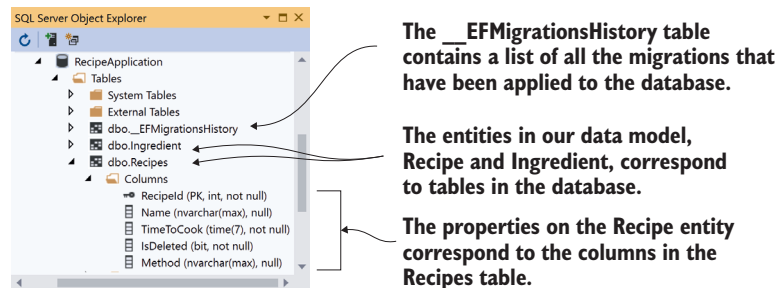 SQL Server Object Explorer
RecipeApplication
Tables
System Tables
External Tables
dbo.__EFMigrationsHistory
dbo.Ingredient
dbo.Recipes
Columns
RecipeId (PK, int, not null)
Name (nvarchar(max), null)
TimeToCook (time(7), not null)
IsDeleted (bit, not null)
Method (nvarchar(max), null)
The __EFMigrationsHistory table
contains a list of all the migrations that
have been applied to the database.
The entities in our data model,
Recipe and Ingredient, correspond
to tables in the database.
The properties on the Recipe entity
correspond to the columns in the
Recipes table.